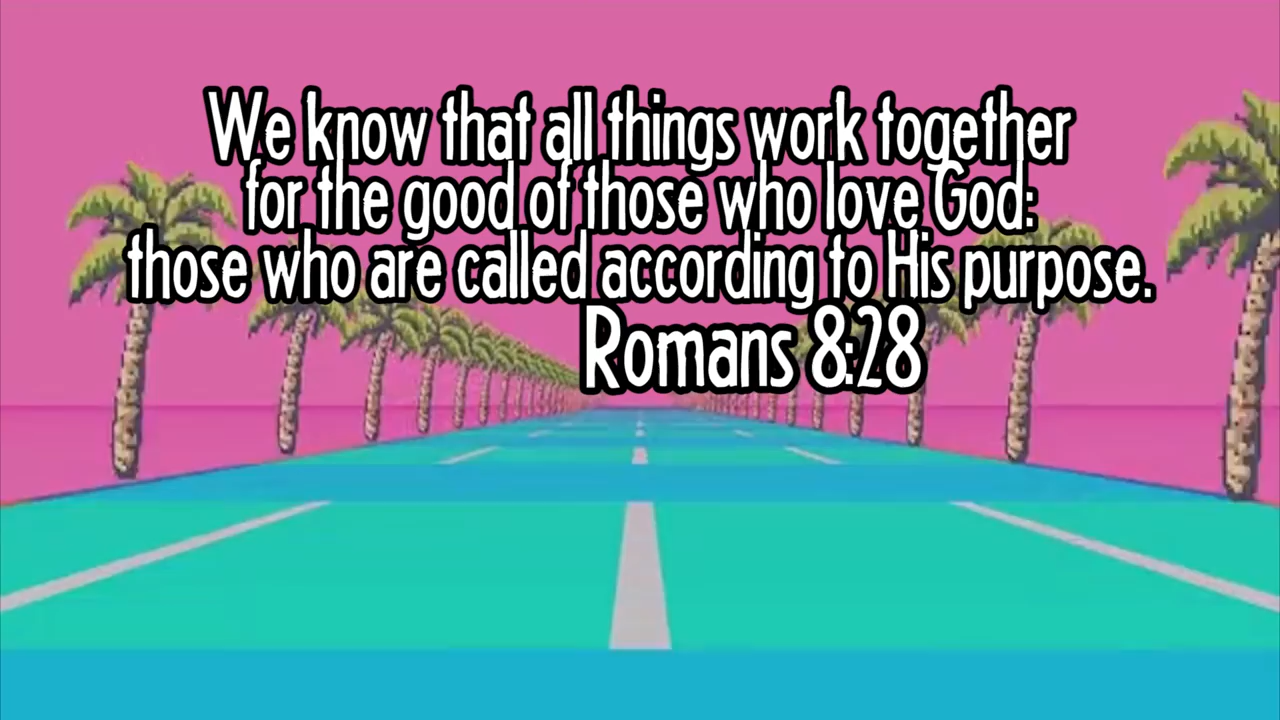 We know that all things work together
for the good of those who love God:
those who are called according to His purpose.
Romans 8:28